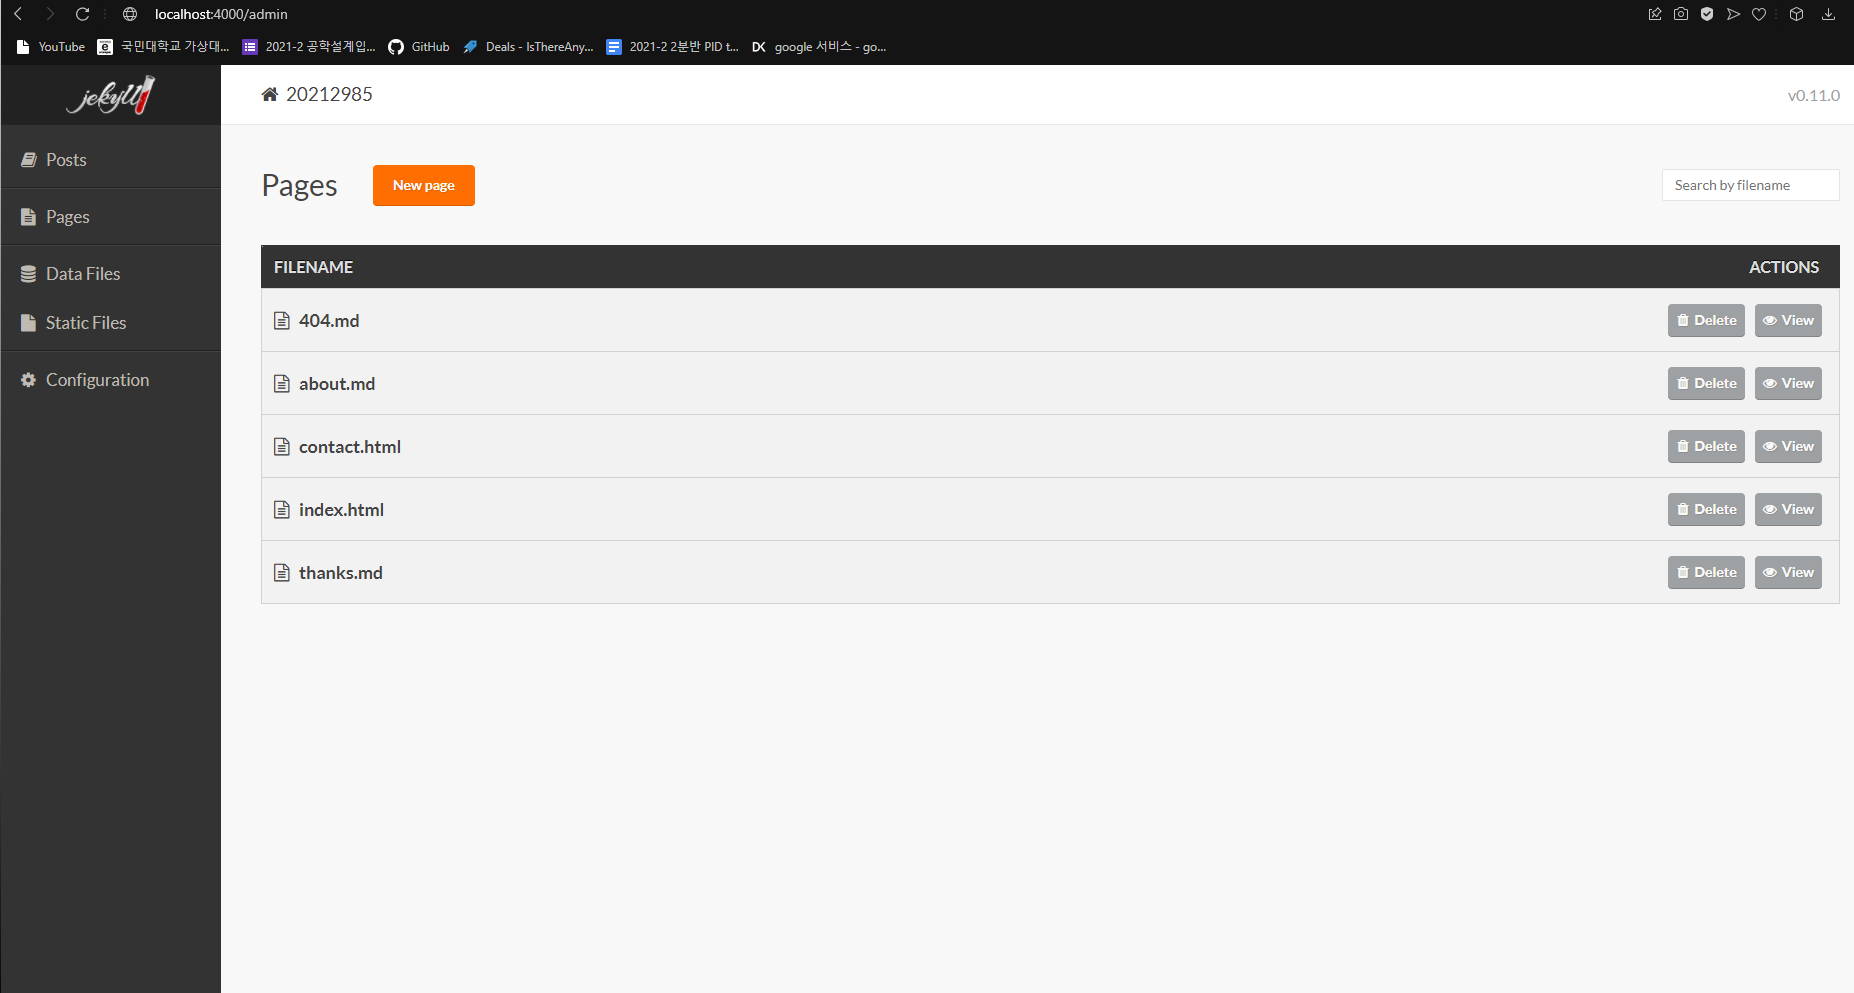 localhost:4000/admin
YouTube 국민대학교 가상대... 2021-2 공학설계입... GitHub Deals - IsThereAny... 2021-2 2분반 PID t... DK google 서비스 - go...
jekyll 20212985 v0.11.0
Posts
Pages
Data Files
Static Files
Configuration
Pages New page Search by filename
FILENAME ACTIONS
404.md Delete View
about.md Delete View
contact.html Delete View
index.html Delete View
thanks.md Delete View